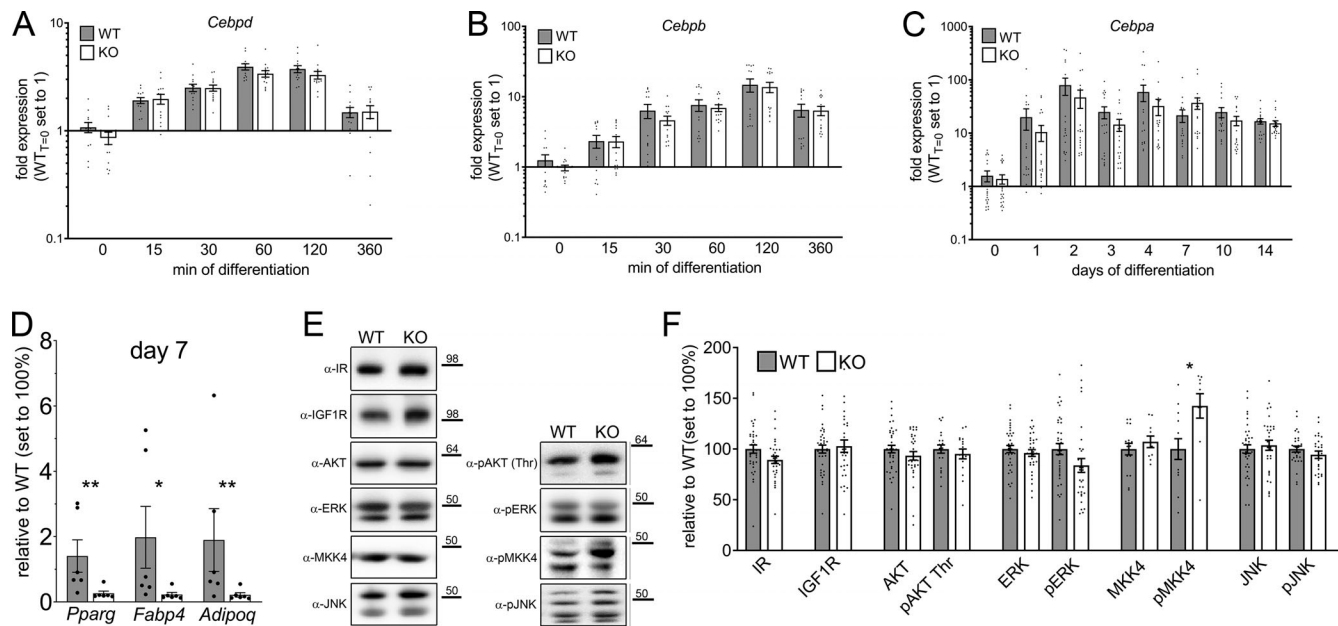 A
Cebpd
WT
KO
fold expression
(WT_T=0 set to 1)
10
1
0.1
0 15 30 60 120 360
min of differentiation
B
Cebpb
WT
KO
fold expression
(WT_T=0 set to 1)
100
10
1
0.1
0 15 30 60 120 360
min of differentiation
C
Cebpa
WT
KO
fold expression
(WT_T=0 set to 1)
1000
100
10
1
0.1
0 1 2 3 4 7 10 14
days of differentiation
D
day 7
relative to WT (set to 100%)
8
6
4
2
0
** * **
Pparg Fabp4 Adipoq
E
WT KO
α-IR 98
α-IGF1R 98
α-AKT 64
α-ERK 50
α-MKK4 50
α-JNK 50
WT KO
α-pAKT (Thr) 64
α-pERK 50
α-pMKK4 50
α-pJNK 50
F
WT KO
relative to WT(set to 100%)
200
150
100
50
0
*
IR
IGF1R
AKT
pAKT Thr
ERK
pERK
MKK4
pMKK4
JNK
pJNK